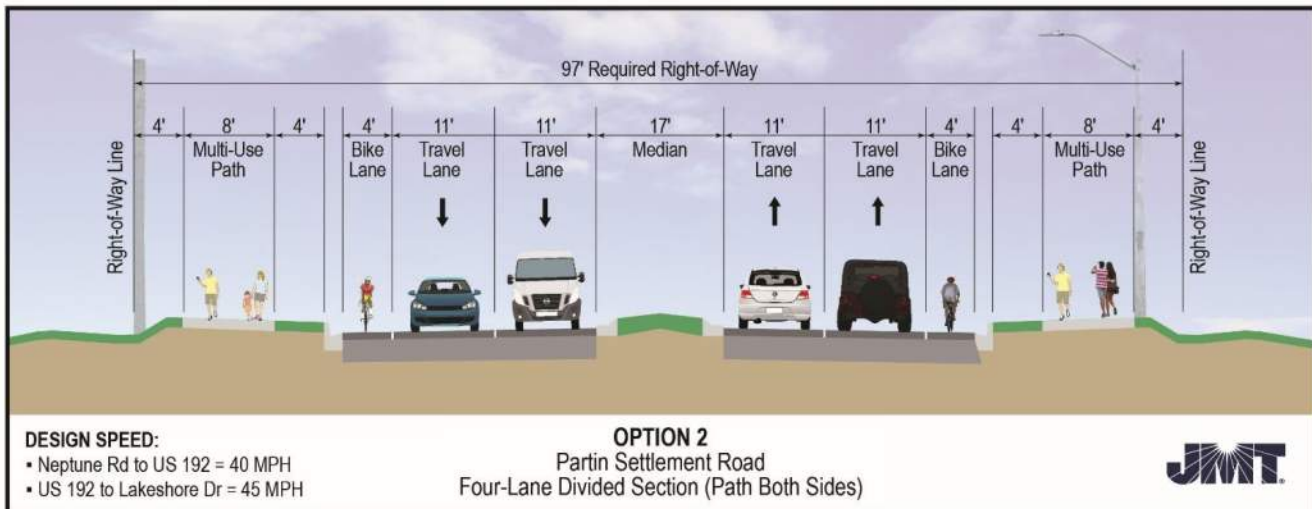 97' Required Right-of-Way
4' 8' 4' 4' 11' 11' 17' 11' 11' 4' 4' 8' 4'
Multi-Use
Path
Bike
Lane
Travel
Lane
Travel
Lane
Median
Travel
Lane
Travel
Lane
Bike
Lane
Multi-Use
Path
Right-of-Way Line
Right-of-Way Line
DESIGN SPEED:
▪ Neptune Rd to US 192 = 40 MPH
▪ US 192 to Lakeshore Dr = 45 MPH
OPTION 2
Partin Settlement Road
Four-Lane Divided Section (Path Both Sides)
JMT.